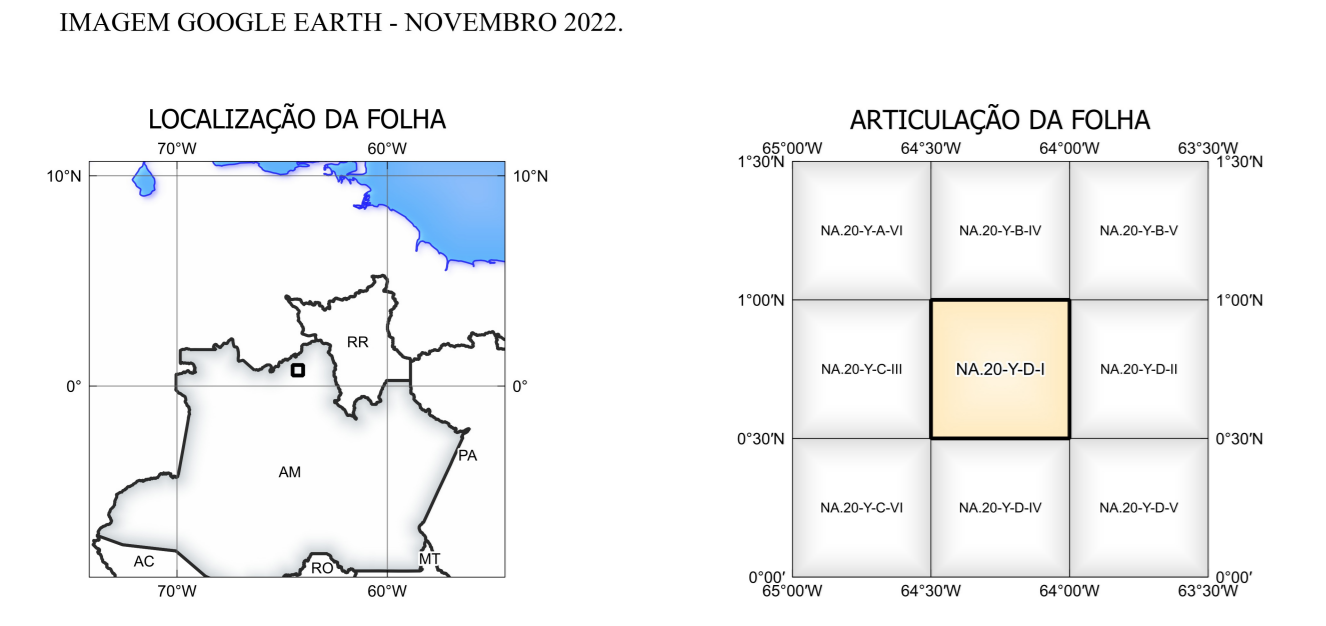 IMAGEM GOOGLE EARTH - NOVEMBRO 2022.
LOCALIZAÇÃO DA FOLHA
70°W 60°W
10°N 10°N
RR
0° 0°
AM
PA
AC RO MT
70°W 60°W
ARTICULAÇÃO DA FOLHA
65°00'W 64°30'W 64°00'W 63°30'W
1°30'N 1°30'N
NA.20-Y-A-VI NA.20-Y-B-IV NA.20-Y-B-V
1°00'N 1°00'N
NA.20-Y-C-III NA.20-Y-D-I NA.20-Y-D-II
0°30'N 0°30'N
NA.20-Y-C-VI NA.20-Y-D-IV NA.20-Y-D-V
0°00' 0°00'
65°00'W 64°30'W 64°00'W 63°30'W